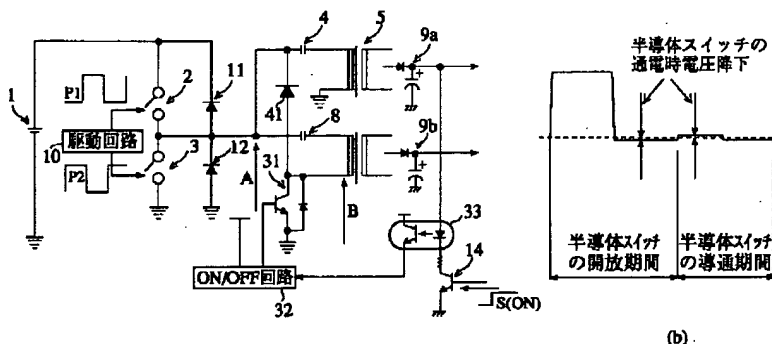 4
5
9a
半導体スイッチの
通電時電圧降下
P1
11
2
1
41
8
10
駆動回路
9b
12
3
P2
31
A
B
33
14
ON/OFF回路
32
S(ON)
半導体スイッチ
の開放期間
半導体スイッチ
の導通期間
(b)